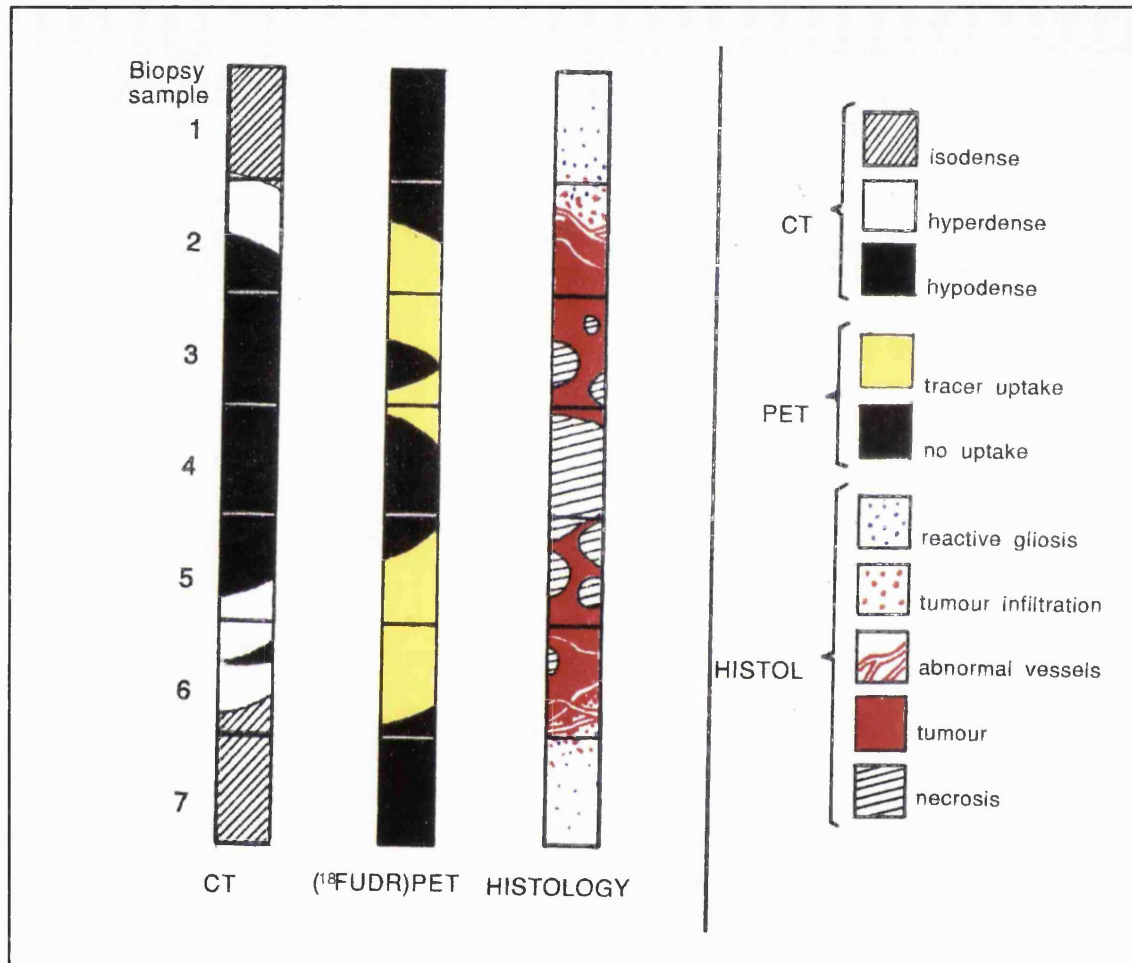 Biopsy
sample
1
2
3
4
5
6
7
CT
(¹⁸FUDR)PET
HISTOLOGY
CT
isodense
hyperdense
hypodense
PET
tracer uptake
no uptake
HISTOL
reactive gliosis
tumour infiltration
abnormal vessels
tumour
necrosis